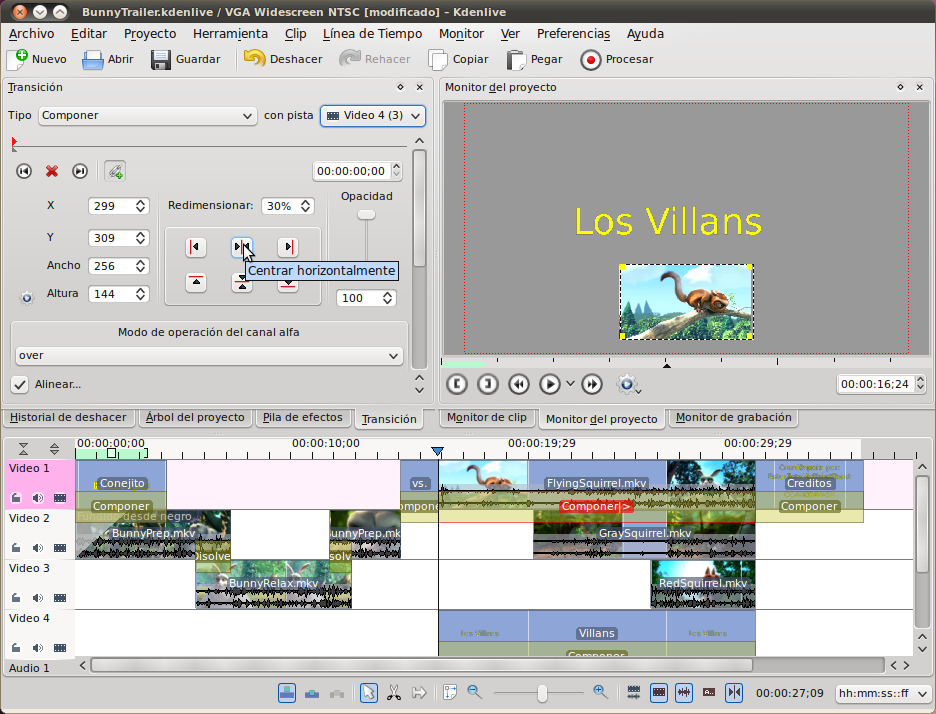 BunnyTrailer.kdenlive / VGA Widescreen NTSC [modificado] – Kdenlive
Archivo Editar Proyecto Herramienta Clip Línea de Tiempo Monitor Ver Preferencias Ayuda
Nuevo Abrir Guardar Deshacer Rehacer Copiar Pegar Procesar
Transición
Tipo Componer con pista Video 4 (3)
00:00:00;00
X 299 Redimensionar: 30% Opacidad
Y 309
Ancho 256
Centrar horizontalmente
Altura 144
100
Modo de operación del canal alfa
over
Alinear...
Monitor del proyecto
Los Villans
00:00:16;24
Historial de deshacer Árbol del proyecto Pila de efectos Transición
Monitor de clip Monitor del proyecto Monitor de grabación
00:00:00;00 00:00:10;00 00:00:19;29 00:00:29;29
Video 1
Conejito vs. FlyingSquirrel.mkv Creditos
Componer ompone Componer|> Componer
Video 2
Fundido desde negro
BunnyPrep.mkv unnyPrep.mk GraySquirrel.mkv
Disolve solv
Video 3
BunnyRelax.mkv RedSquirrel.mkv
Video 4
Los Villans Villans Los Villans
Componer
Audio 1
00:00:27;09 hh:mm:ss::ff